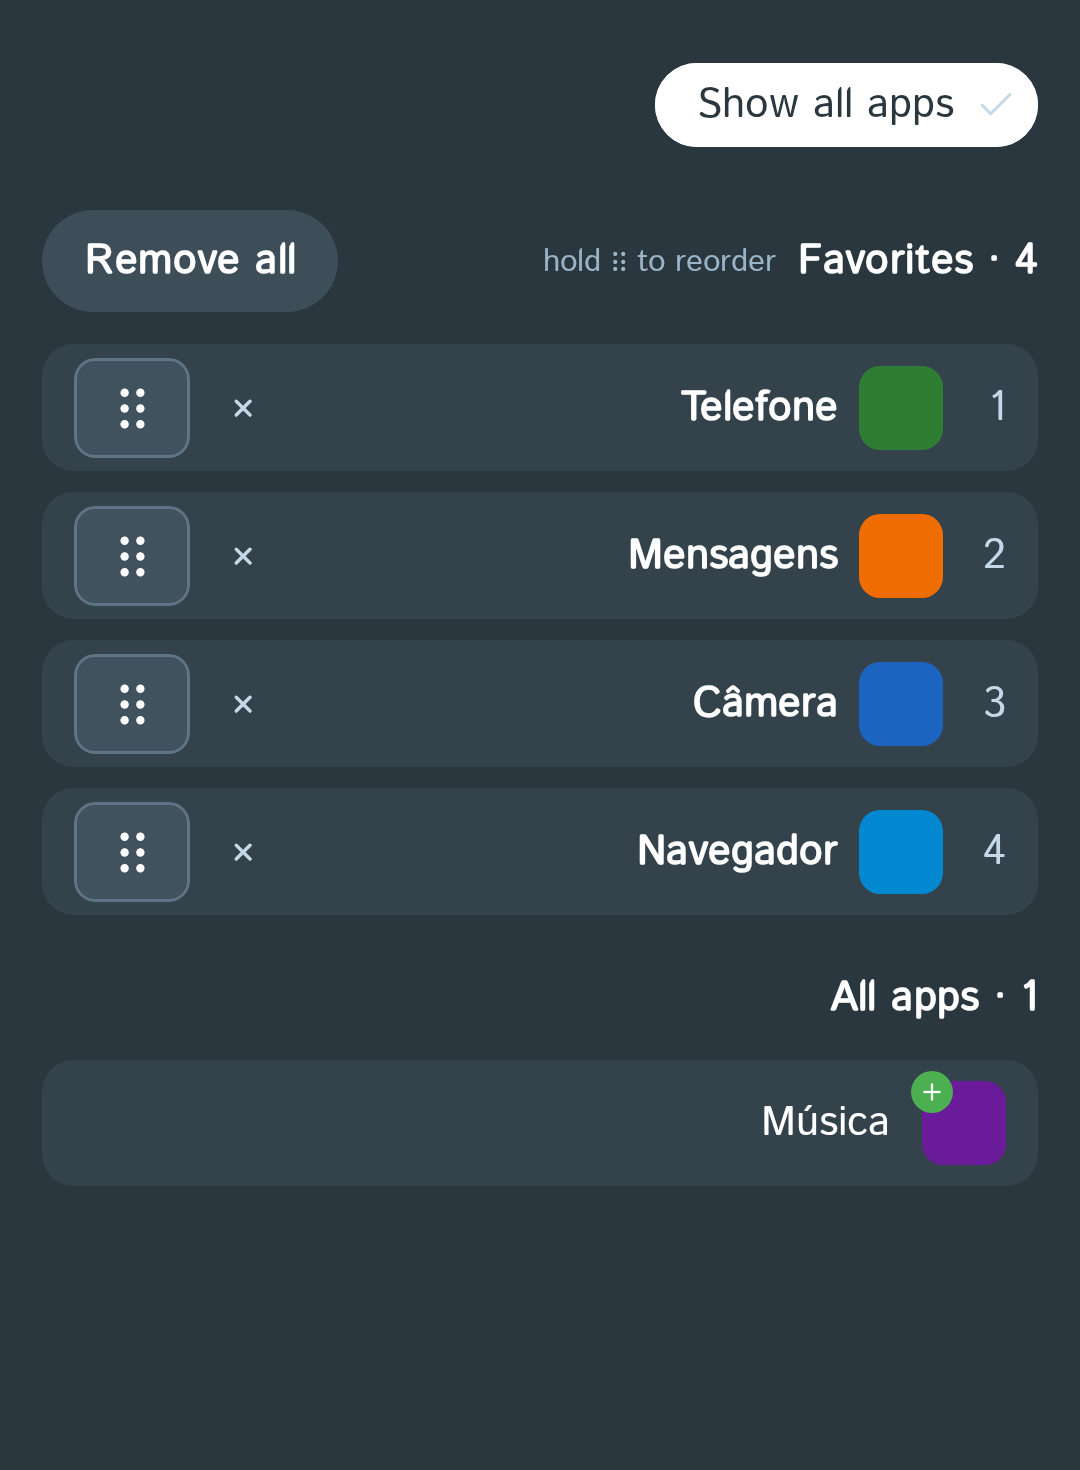 Show all apps
Remove all
hold ⠿ to reorder Favorites · 4
× Telefone 1
× Mensagens 2
× Câmera 3
× Navegador 4
All apps · 1
Música +